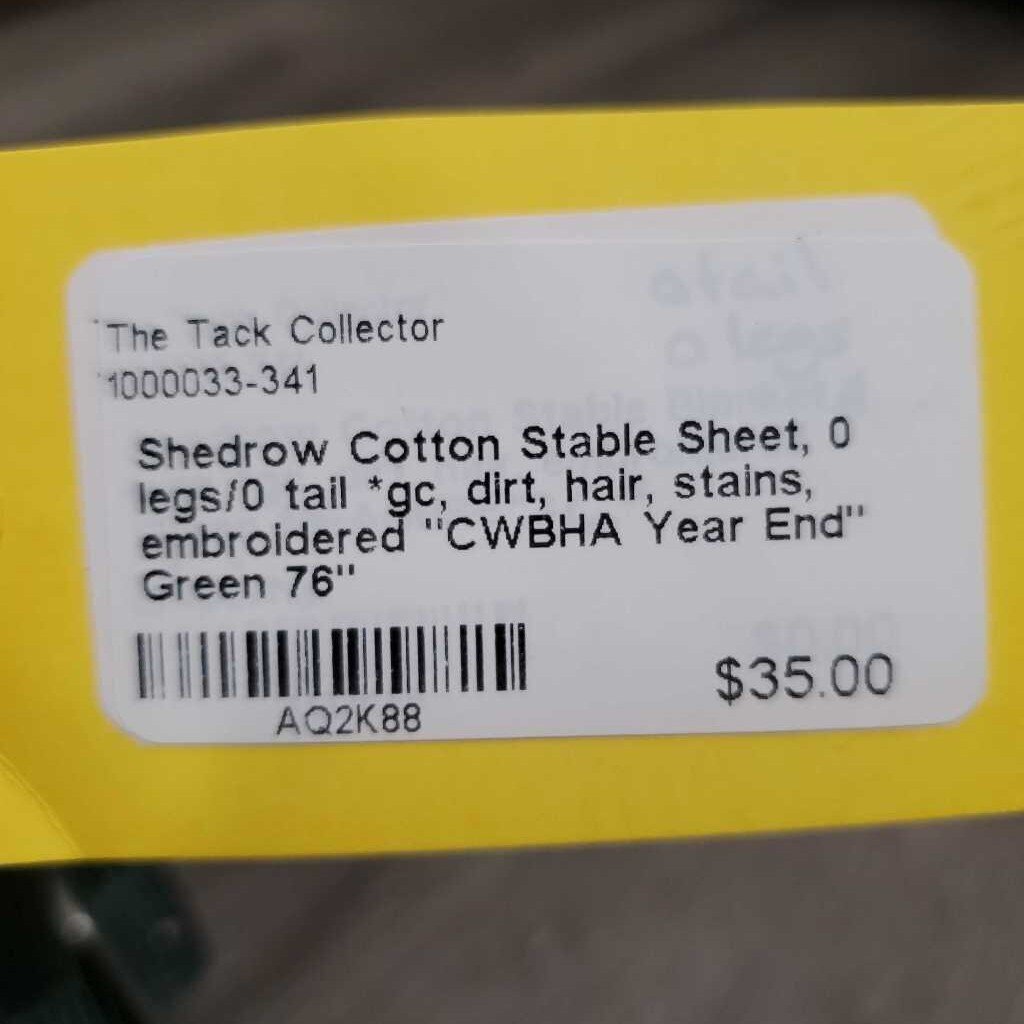 The Tack Collector
1000033-341
Shedrow Cotton Stable Sheet, 0
legs/0 tail *gc, dirt, hair, stains,
embroidered "CWBHA Year End"
Green 76"
AQ2K88
$35.00